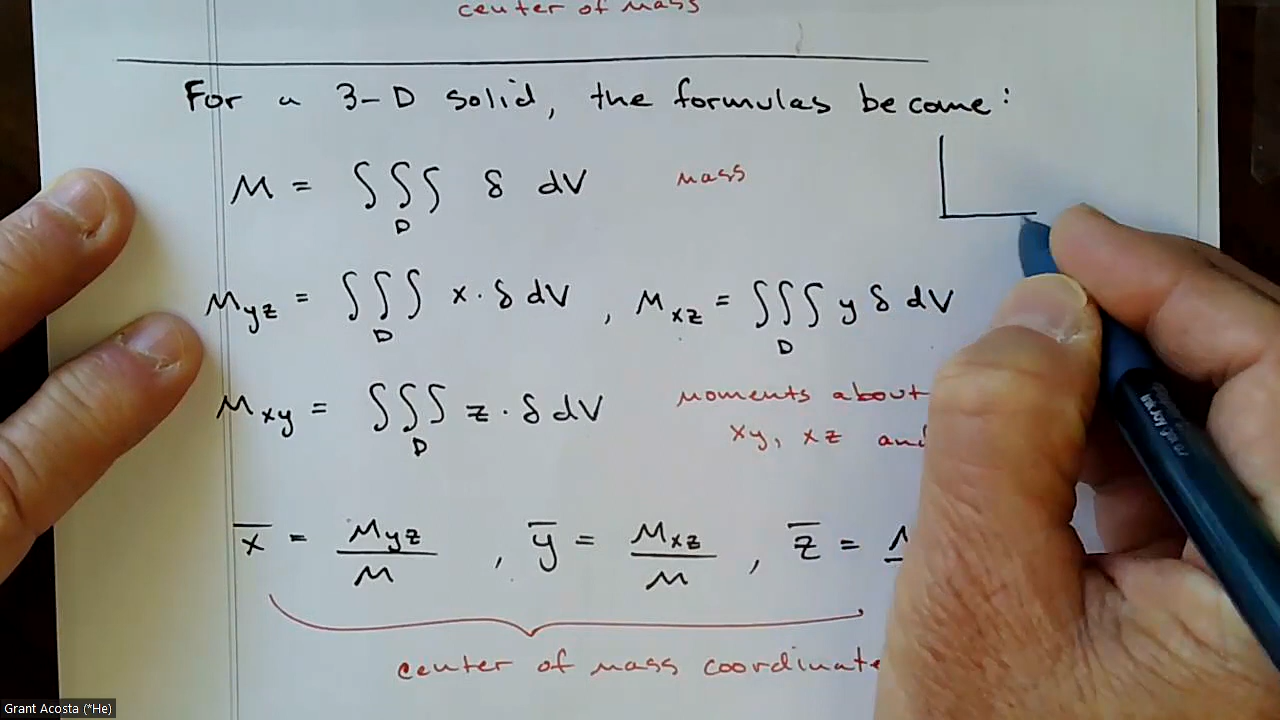 center of mass
For a 3-D solid, the formulas become:
M = ∫∫∫_D δ dV mass
M_yz = ∫∫∫_D x · δ dV , M_xz = ∫∫∫_D y δ dV
M_xy = ∫∫∫_D z · δ dV moments about
xy, xz and
x̄ = M_yz / M , ȳ = M_xz / M , z̄ =
center of mass coordinate
Grant Acosta (*He)